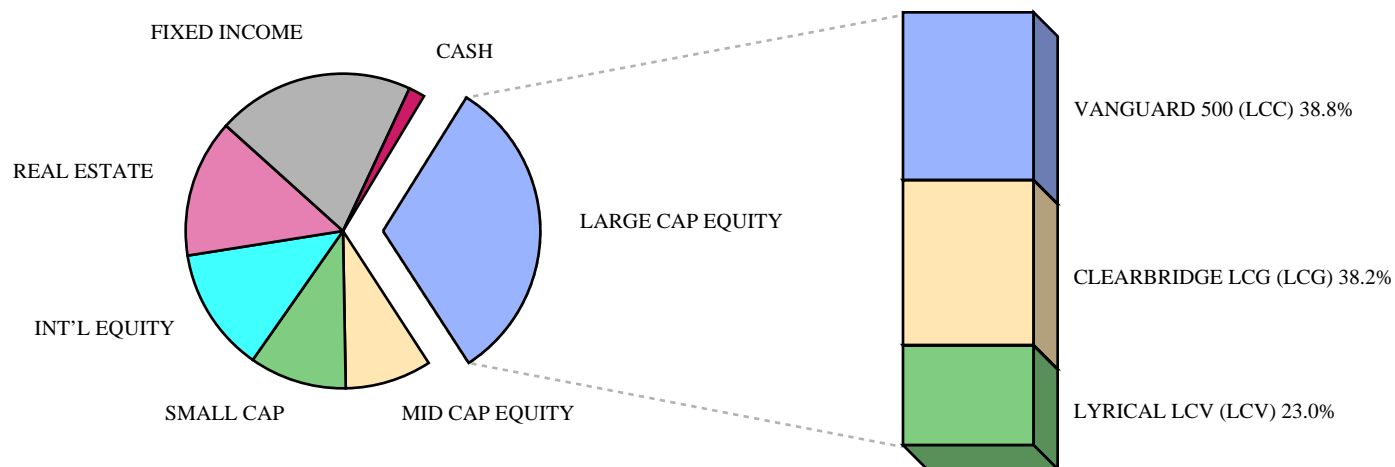 FIXED INCOME
CASH
VANGUARD 500 (LCC) 38.8%
REAL ESTATE
LARGE CAP EQUITY
CLEARBRIDGE LCG (LCG) 38.2%
INT'L EQUITY
SMALL CAP
MID CAP EQUITY
LYRICAL LCV (LCV) 23.0%